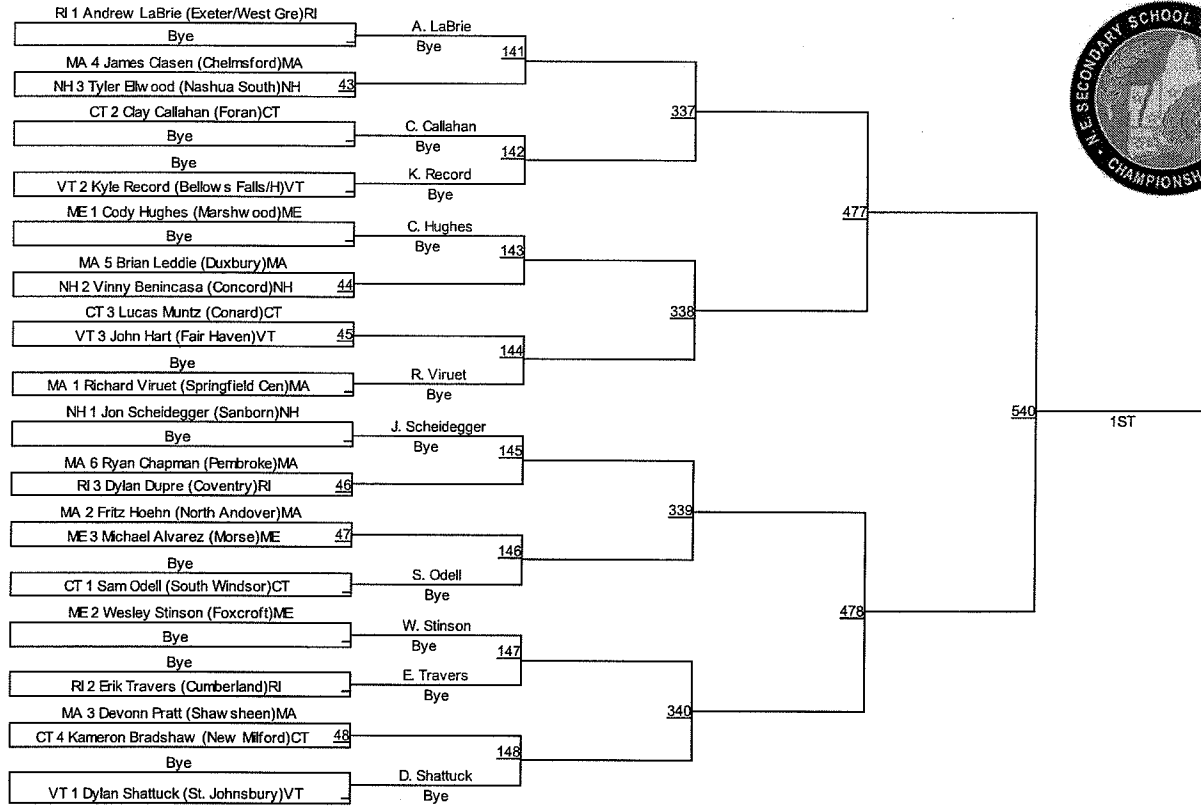 RI 1 Andrew LaBrie (Exeter/West Gre)RI
Bye
MA 4 James Clasen (Chelmsford)MA
NH 3 Tyler Ellwood (Nashua South)NH 43
CT 2 Clay Callahan (Foran)CT
Bye
Bye
VT 2 Kyle Record (Bellows Falls/H)VT
ME 1 Cody Hughes (Marshwood)ME
Bye
MA 5 Brian Leddie (Duxbury)MA
NH 2 Vinny Benincasa (Concord)NH 44
CT 3 Lucas Muntz (Conard)CT
VT 3 John Hart (Fair Haven)VT 45
Bye
MA 1 Richard Viruet (Springfield Cen)MA
NH 1 Jon Scheidegger (Sanborn)NH
Bye
MA 6 Ryan Chapman (Pembroke)MA
RI 3 Dylan Dupre (Coventry)RI 46
MA 2 Fritz Hoehn (North Andover)MA
ME 3 Michael Alvarez (Morse)ME 47
Bye
CT 1 Sam Odell (South Windsor)CT
ME 2 Wesley Stinson (Foxcroft)ME
Bye
Bye
RI 2 Erik Travers (Cumberland)RI
MA 3 Devonn Pratt (Shawsheen)MA
CT 4 Kameron Bradshaw (New Milford)CT 48
Bye
VT 1 Dylan Shattuck (St. Johnsbury)VT
A. LaBrie
Bye
141
C. Callahan
Bye
142
K. Record
Bye
C. Hughes
Bye
143
144
R. Viruet
Bye
J. Scheidegger
Bye
145
146
S. Odell
Bye
W. Stinson
Bye
147
E. Travers
Bye
148
D. Shattuck
Bye
337
338
339
340
477
478
540
1ST
N.E. SECONDARY SCHOOL
CHAMPIONSH